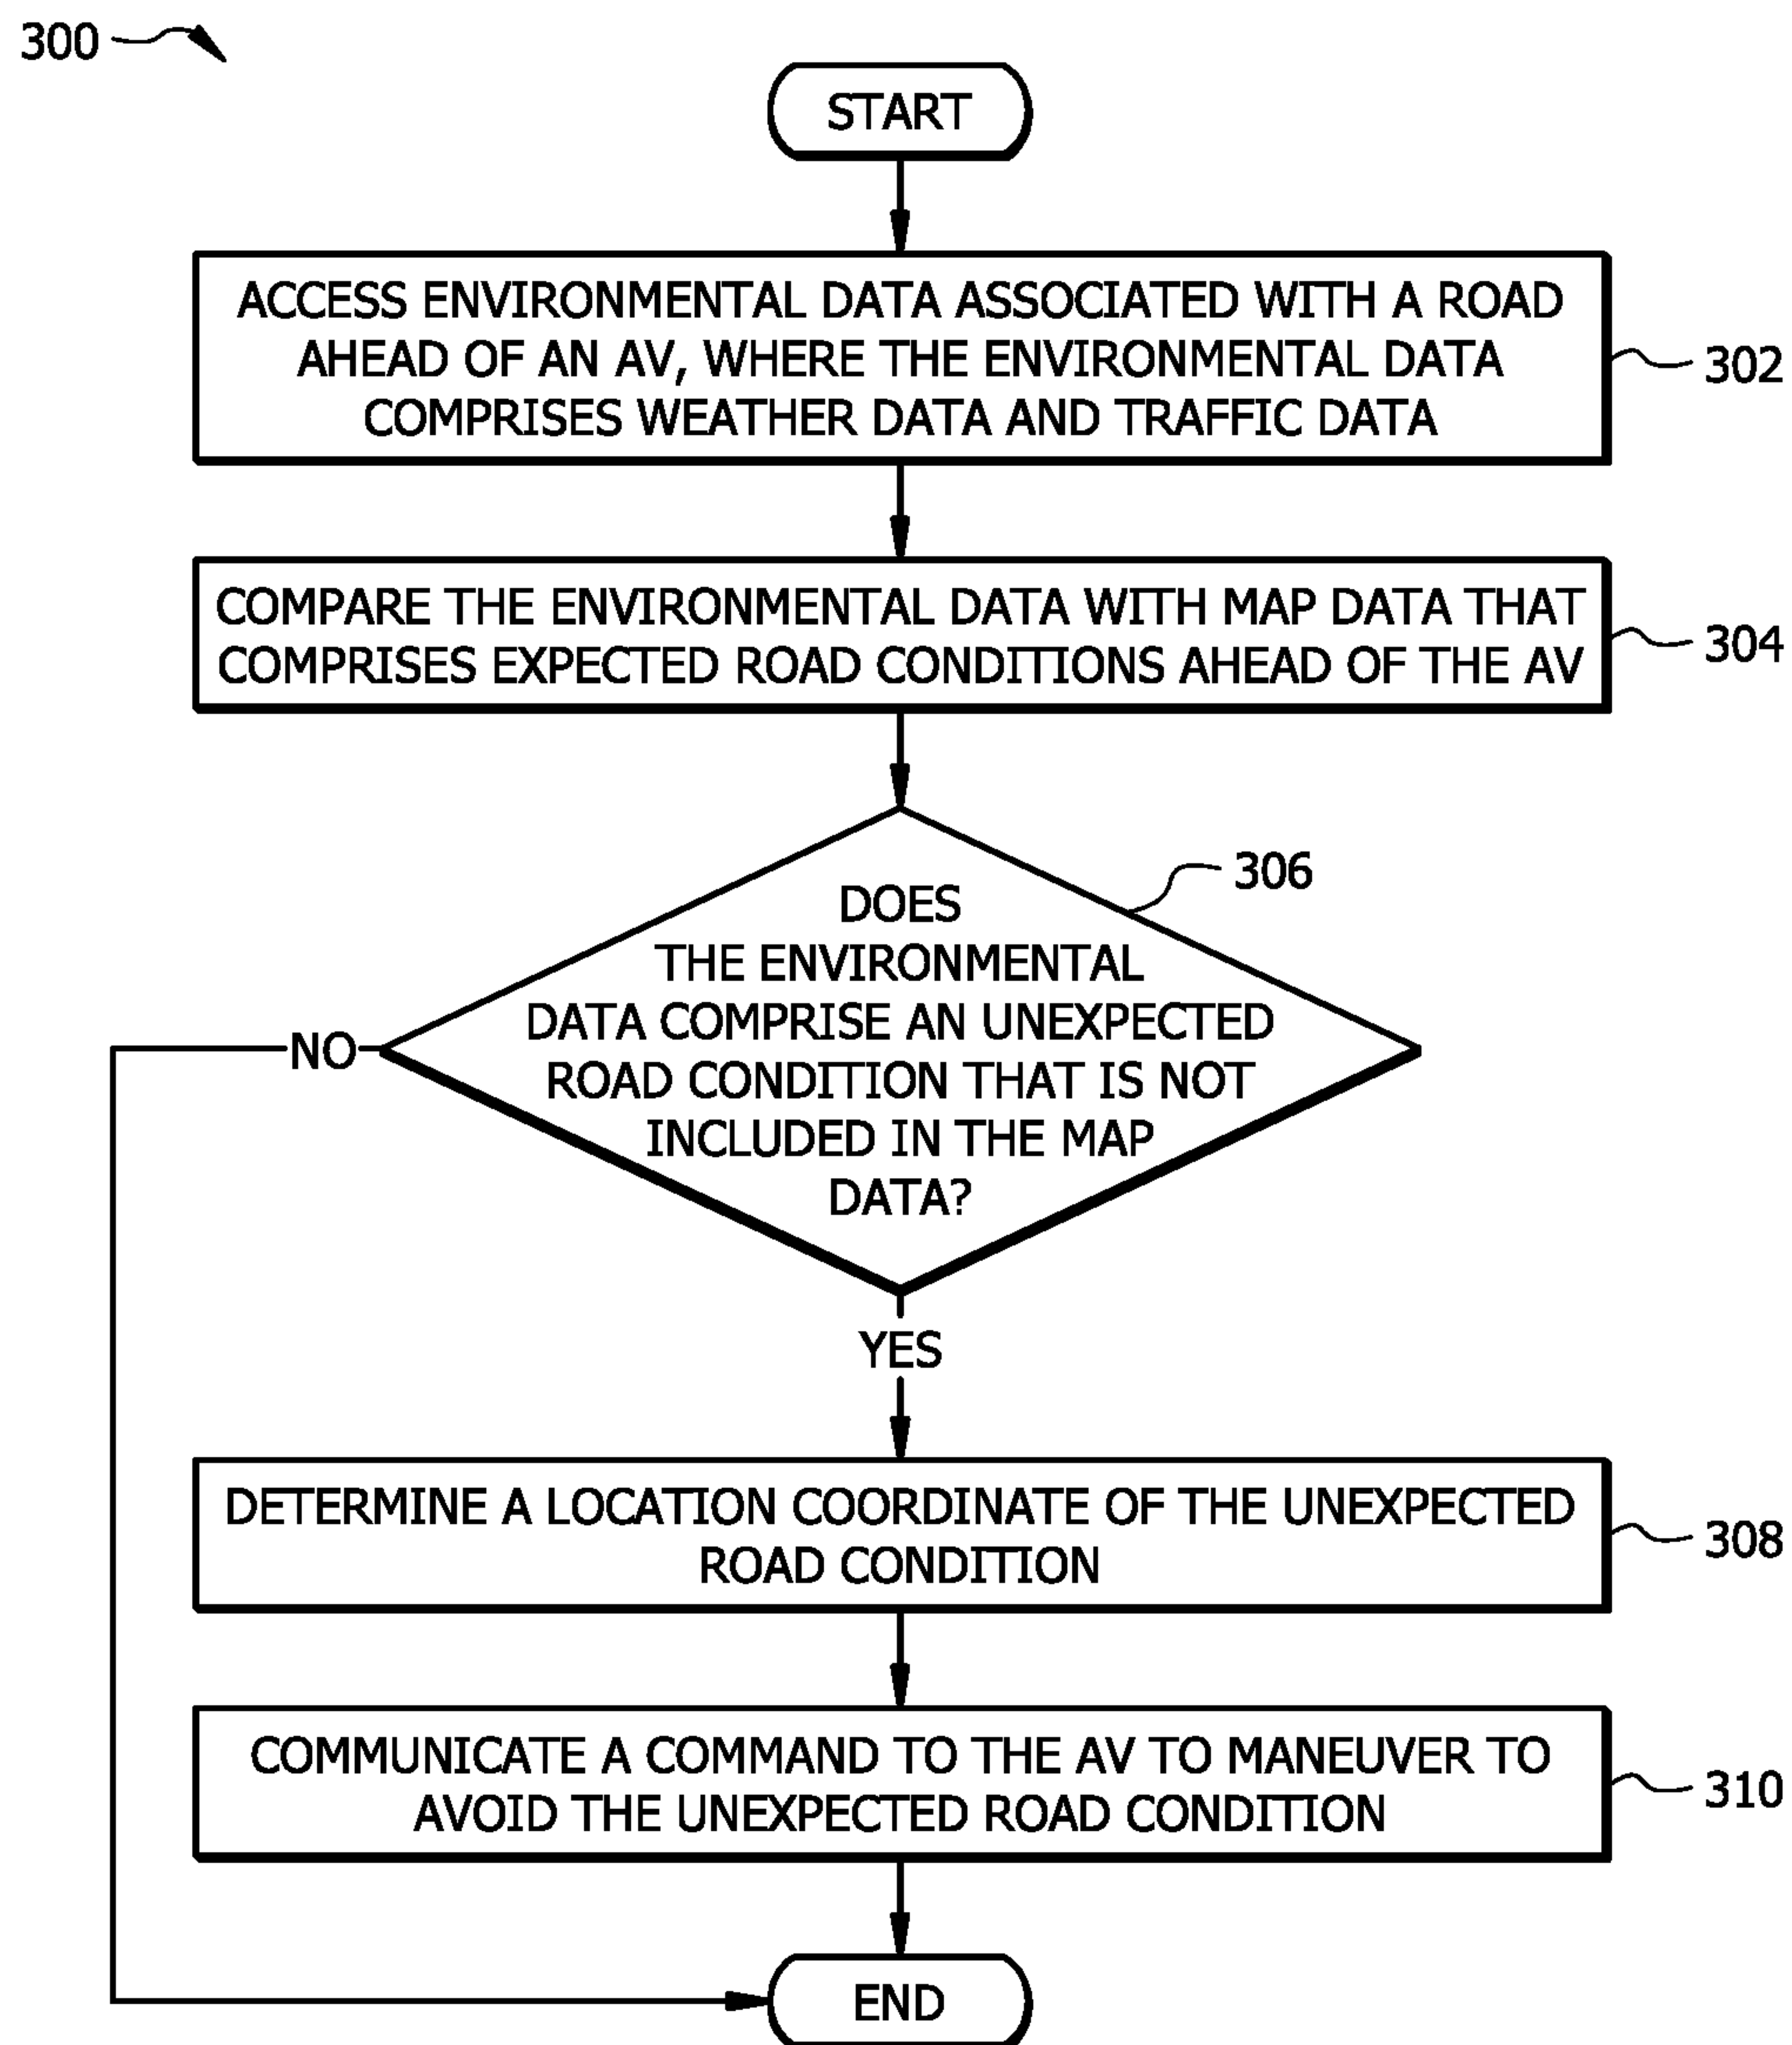 300
START
ACCESS ENVIRONMENTAL DATA ASSOCIATED WITH A ROAD
AHEAD OF AN AV, WHERE THE ENVIRONMENTAL DATA
COMPRISES WEATHER DATA AND TRAFFIC DATA
302
COMPARE THE ENVIRONMENTAL DATA WITH MAP DATA THAT
COMPRISES EXPECTED ROAD CONDITIONS AHEAD OF THE AV
304
306
DOES
THE ENVIRONMENTAL
DATA COMPRISE AN UNEXPECTED
ROAD CONDITION THAT IS NOT
INCLUDED IN THE MAP
DATA?
NO
YES
DETERMINE A LOCATION COORDINATE OF THE UNEXPECTED
ROAD CONDITION
308
COMMUNICATE A COMMAND TO THE AV TO MANEUVER TO
AVOID THE UNEXPECTED ROAD CONDITION
310
END